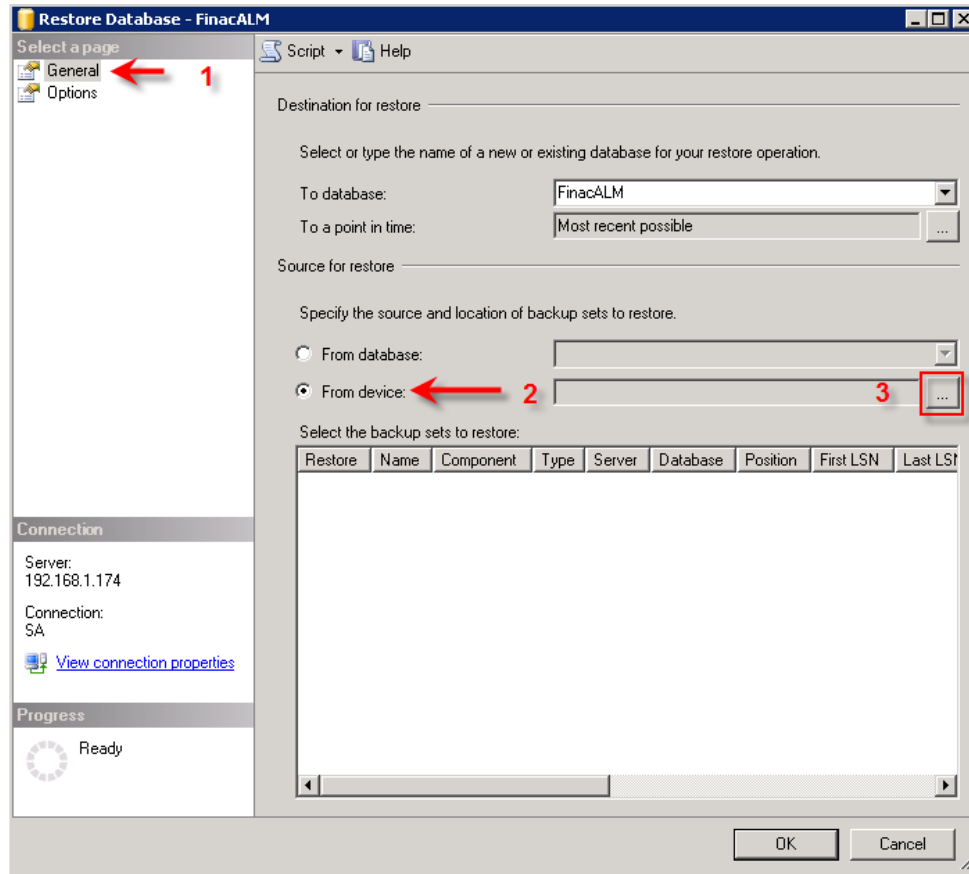 Restore Database - FinacALM
Select a page
General
1
Options
Script Help
Destination for restore
Select or type the name of a new or existing database for your restore operation.
To database: FinacALM
To a point in time: Most recent possible ...
Source for restore
Specify the source and location of backup sets to restore.
From database:
From device: 2 3 ...
Select the backup sets to restore:
Restore Name Component Type Server Database Position First LSN Last LSN
Connection
Server:
192.168.1.174
Connection:
SA
View connection properties
Progress
Ready
OK Cancel